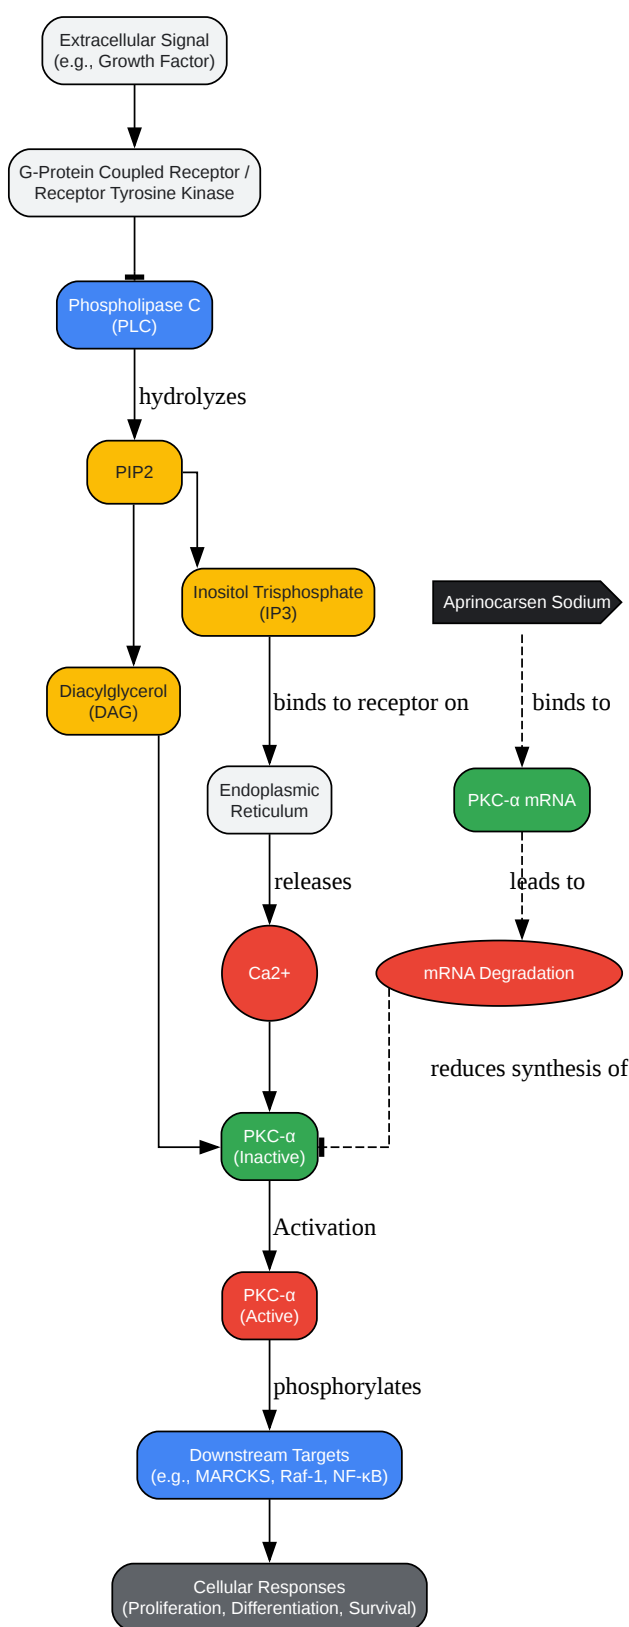 Extracellular Signal
(e.g., Growth Factor)
G-Protein Coupled Receptor /
Receptor Tyrosine Kinase
Phospholipase C
(PLC)
hydrolyzes
PIP2
Inositol Trisphosphate
(IP3)
Aprinocarsen Sodium
Diacylglycerol
(DAG)
binds to receptor on
binds to
Endoplasmic
Reticulum
PKC-α mRNA
releases
leads to
Ca2+
mRNA Degradation
reduces synthesis of
PKC-α
(Inactive)
Activation
PKC-α
(Active)
phosphorylates
Downstream Targets
(e.g., MARCKS, Raf-1, NF-κB)
Cellular Responses
(Proliferation, Differentiation, Survival)